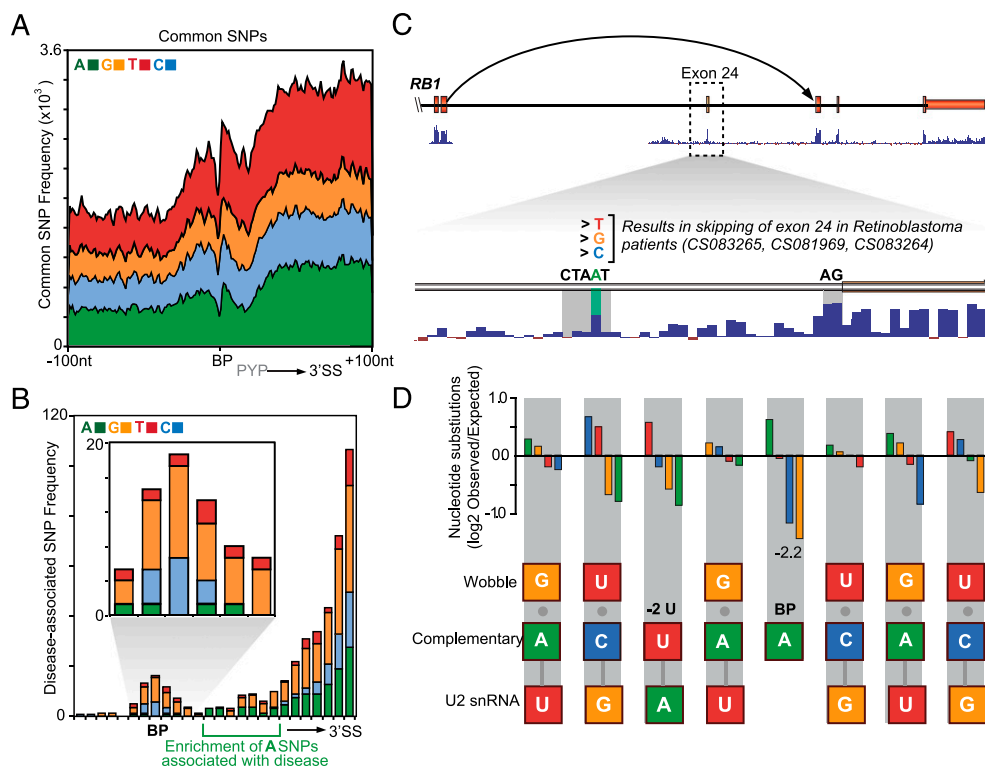 A
Common SNPs
A G T C
3.6
Common SNP Frequency (x10³)
0
-100nt
BP
+100nt
PYP
3'SS
B
120
A G T C
Disease-associated SNP Frequency
20
0
0
BP
3'SS
Enrichment of A SNPs
associated with disease
C
Exon 24
RB1
> T
> G
> C
Results in skipping of exon 24 in Retinoblastoma
patients (CS083265, CS081969, CS083264)
CTAAT
AG
D
Nucleotide substiutions
(log2 Observed/Expected)
1.0
0.0
-1.0
-2.2
Wobble
G U G U G U
-2 U
BP
Complementary
A C U A A C A C
U2 snRNA
U G A U G U G